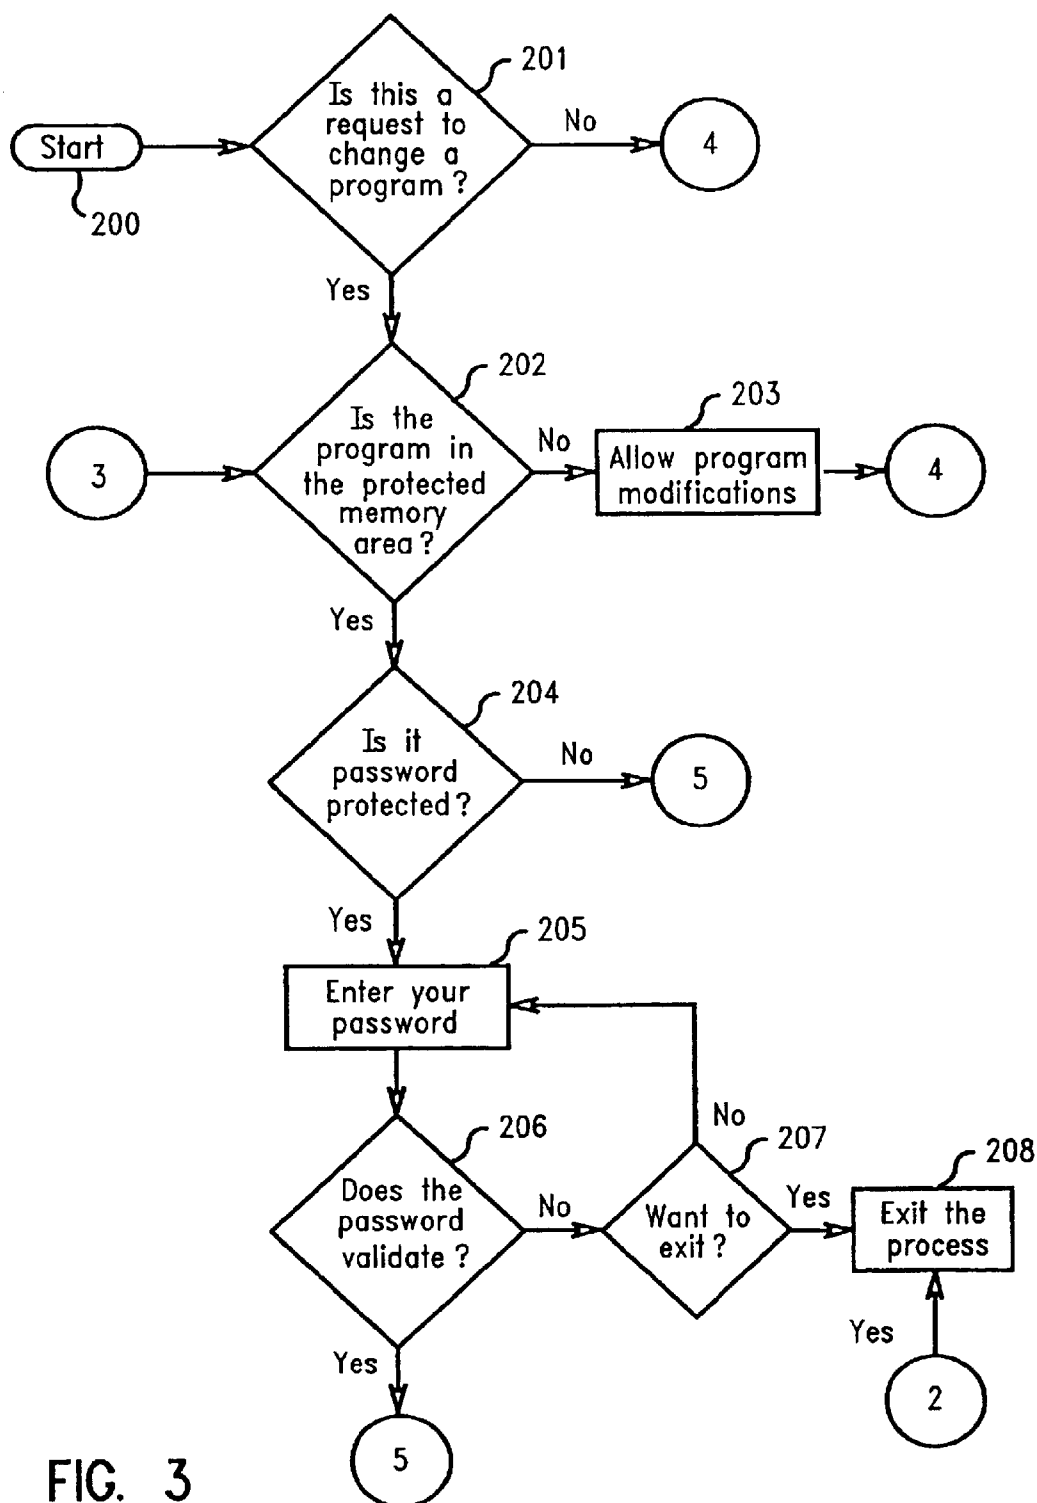 201
Is this a
request to
change a
program ?
No
4
Start
200
Yes
202
203
Is the
program in
the protected
memory
area ?
No
Allow program
modifications
4
3
Yes
204
Is it
password
protected ?
No
5
Yes
205
Enter your
password
No
206
207
208
Does the
password
validate ?
No
Want to
exit ?
Yes
Exit the
process
Yes
Yes
2
5
FIG. 3